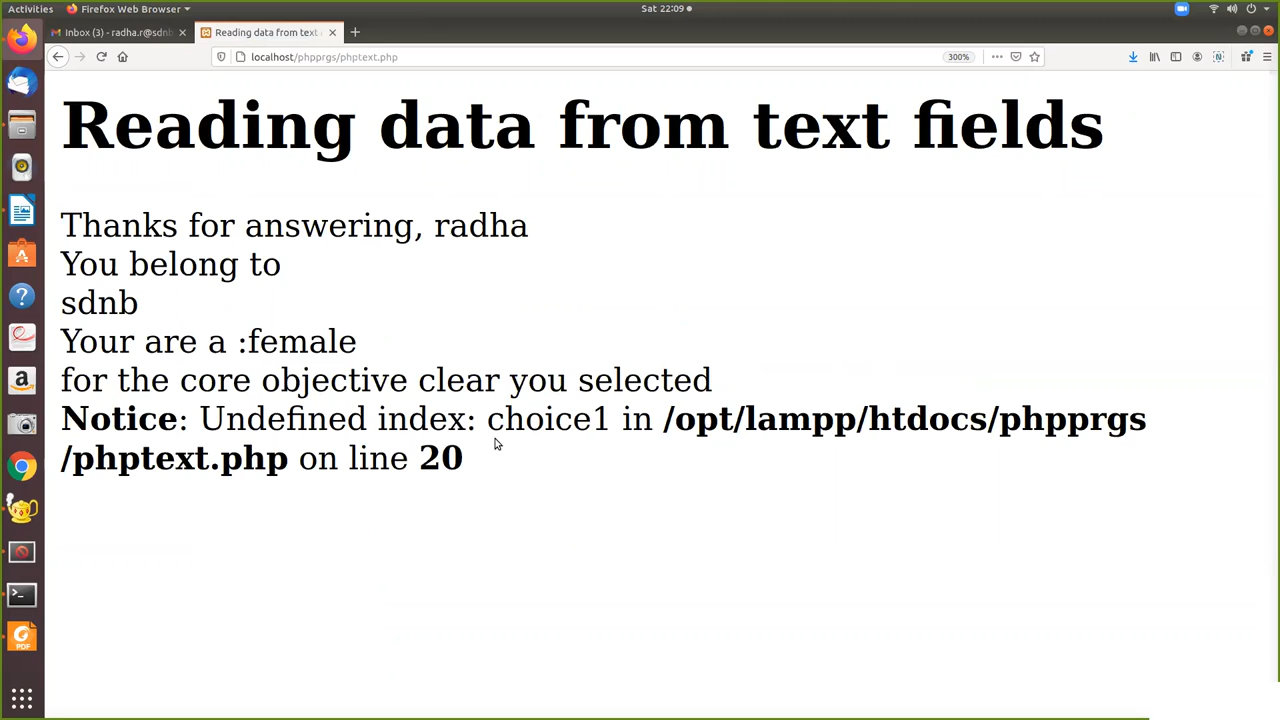 Activities Firefox Web Browser Sat 22:09
Inbox (3) - radha.r@sdnb Reading data from text
localhost/phpprgs/phptext.php 300%
Reading data from text fields
Thanks for answering, radha
You belong to
sdnb
Your are a :female
for the core objective clear you selected
Notice: Undefined index: choice1 in /opt/lampp/htdocs/phpprgs
/phptext.php on line 20